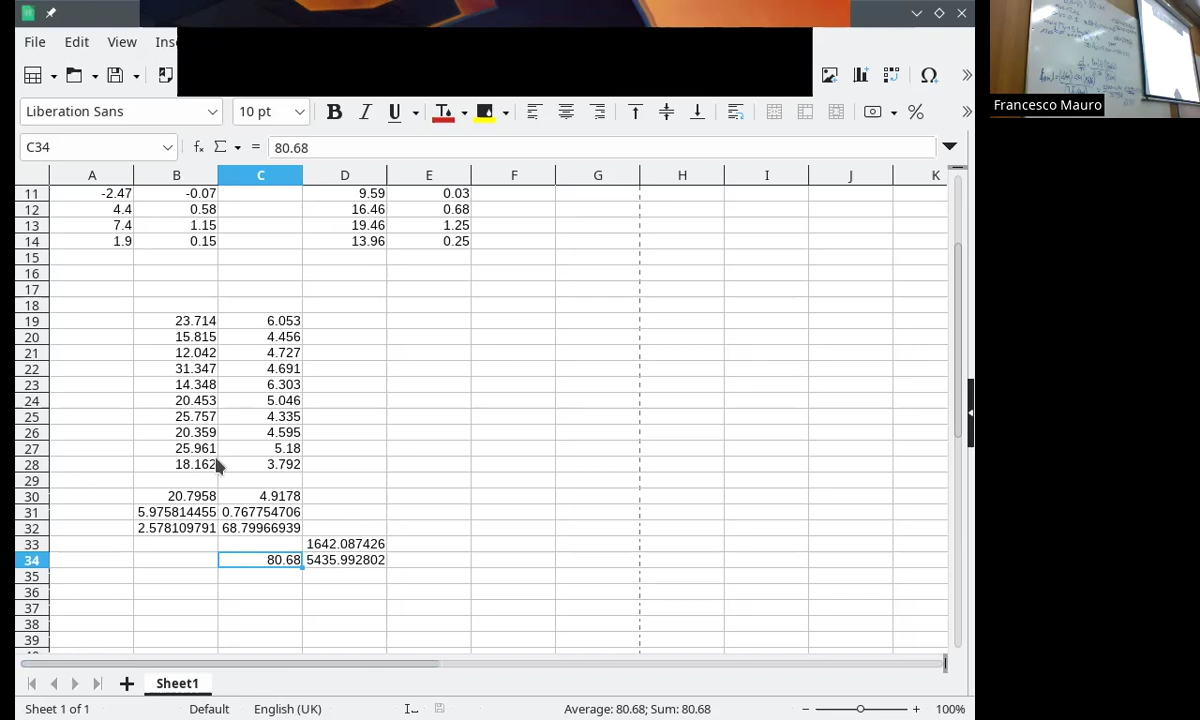 File Edit View Ins
Liberation Sans 10 pt
C34 fx Σ = 80.68
A B C D E F G H I J K
11 -2.47 -0.07 9.59 0.03
12 4.4 0.58 16.46 0.68
13 7.4 1.15 19.46 1.25
14 1.9 0.15 13.96 0.25
15
16
17
18
19 23.714 6.053
20 15.815 4.456
21 12.042 4.727
22 31.347 4.691
23 14.348 6.303
24 20.453 5.046
25 25.757 4.335
26 20.359 4.595
27 25.961 5.18
28 18.162 3.792
29
30 20.7958 4.9178
31 5.975814455 0.767754706
32 2.578109791 68.79966939
33 1642.087426
34 80.68 5435.992802
35
36
37
38
39
Sheet1
Sheet 1 of 1 Default English (UK) Average: 80.68; Sum: 80.68 100%
Francesco Mauro